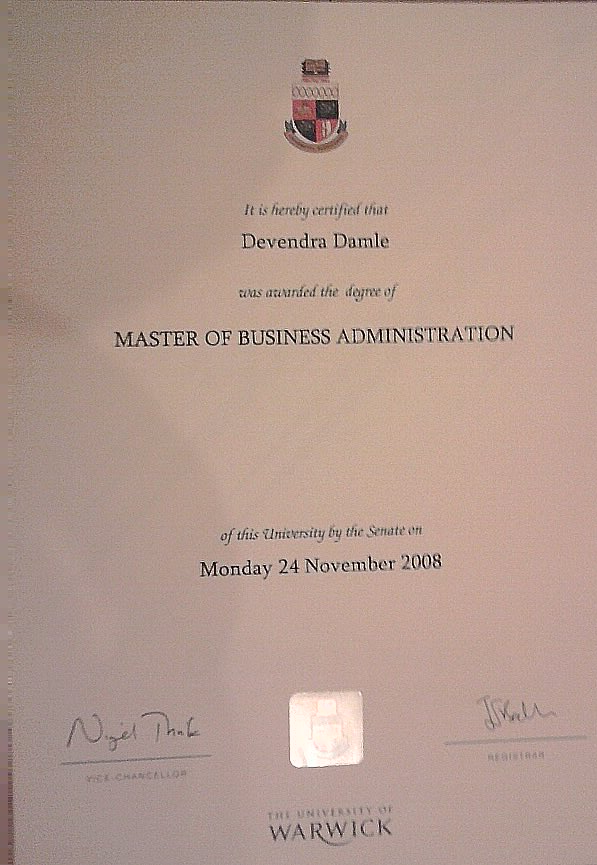 It is hereby certified that
Devendra Damle
was awarded the degree of
MASTER OF BUSINESS ADMINISTRATION
of this University by the Senate on
Monday 24 November 2008
VICE-CHANCELLOR
REGISTRAR
THE UNIVERSITY OF
WARWICK